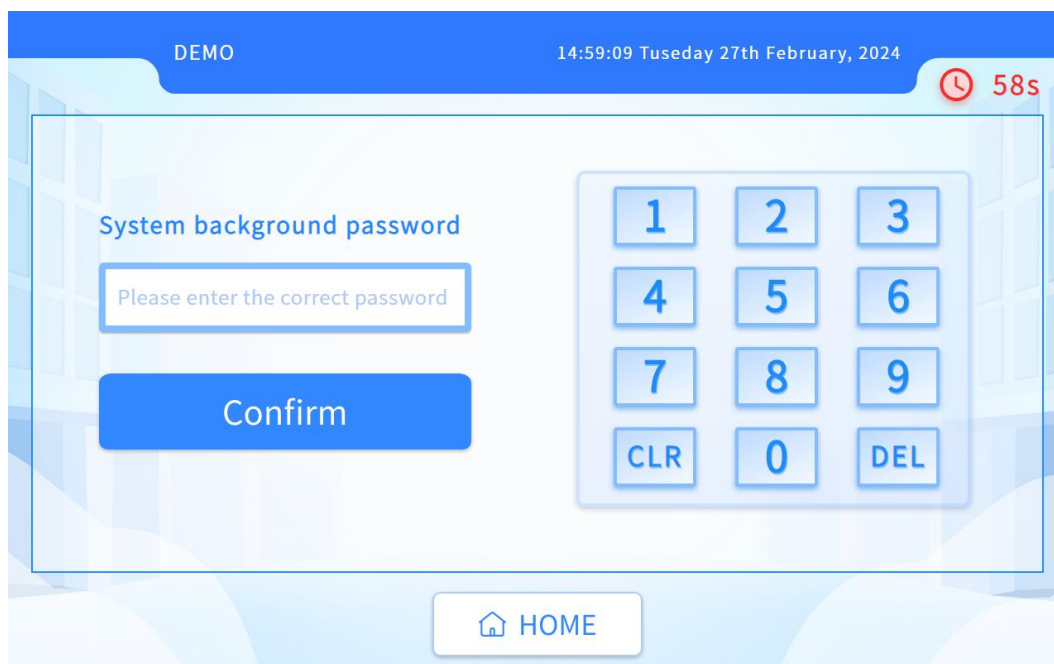 DEMO
14:59:09 Tuseday 27th February, 2024
58s
System background password
Please enter the correct password
Confirm
1 2 3
4 5 6
7 8 9
CLR 0 DEL
HOME